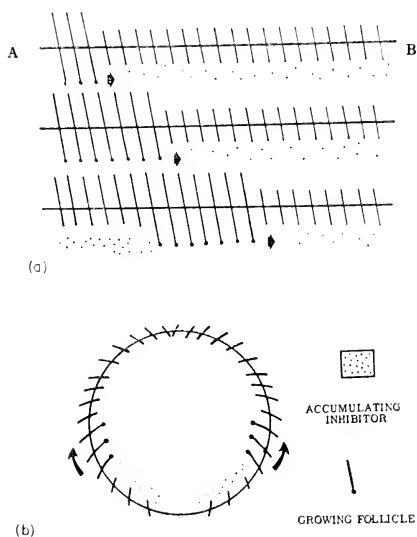 A
B
(a)
(b)
ACCUMULATING
INHIBITOR
GROWING FOLLICLE